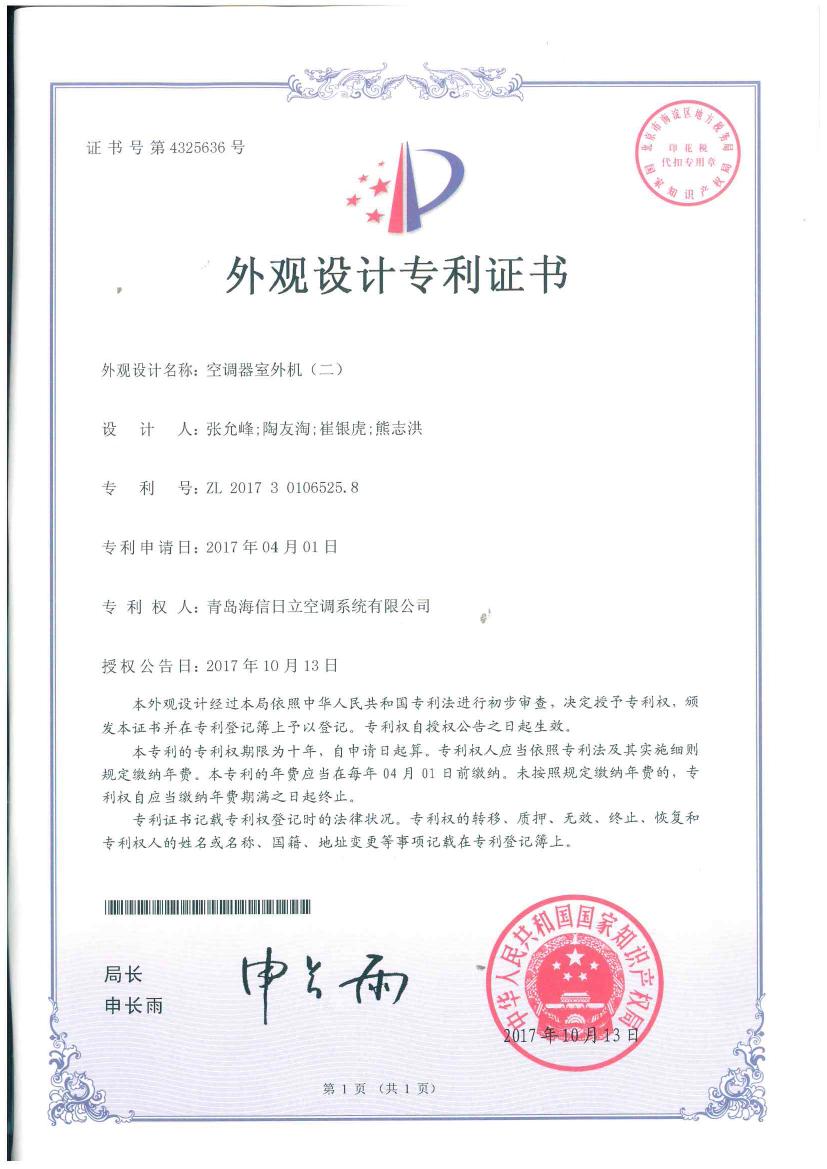 证书号第4325636号
北京市海淀区地方税务局
印花税
代扣专用章
国家知识产权局
外观设计专利证书
外观设计名称：空调器室外机（二）
设 计 人：张允峰;陶友淘;崔银虎;熊志洪
专 利 号：ZL 2017 3 0106525.8
专利申请日：2017年04月01日
专 利 权 人：青岛海信日立空调系统有限公司
授权公告日：2017年10月13日
本外观设计经过本局依照中华人民共和国专利法进行初步审查，决定授予专利权，颁
发本证书并在专利登记簿上予以登记。专利权自授权公告之日起生效。
本专利的专利权期限为十年，自申请日起算。专利权人应当依照专利法及其实施细则
规定缴纳年费。本专利的年费应当在每年04月01日前缴纳。未按照规定缴纳年费的，专
利权自应当缴纳年费期满之日起终止。
专利证书记载专利权登记时的法律状况。专利权的转移、质押、无效、终止、恢复和
专利权人的姓名或名称、国籍、地址变更等事项记载在专利登记簿上。
局长
申长雨
申长雨
中华人民共和国国家知识产权局
2017年10月13日
第1页（共1页）